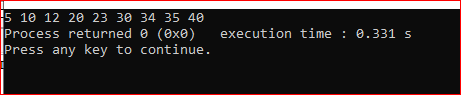 5 10 12 20 23 30 34 35 40
Process returned 0 (0x0)   execution time : 0.331 s
Press any key to continue.